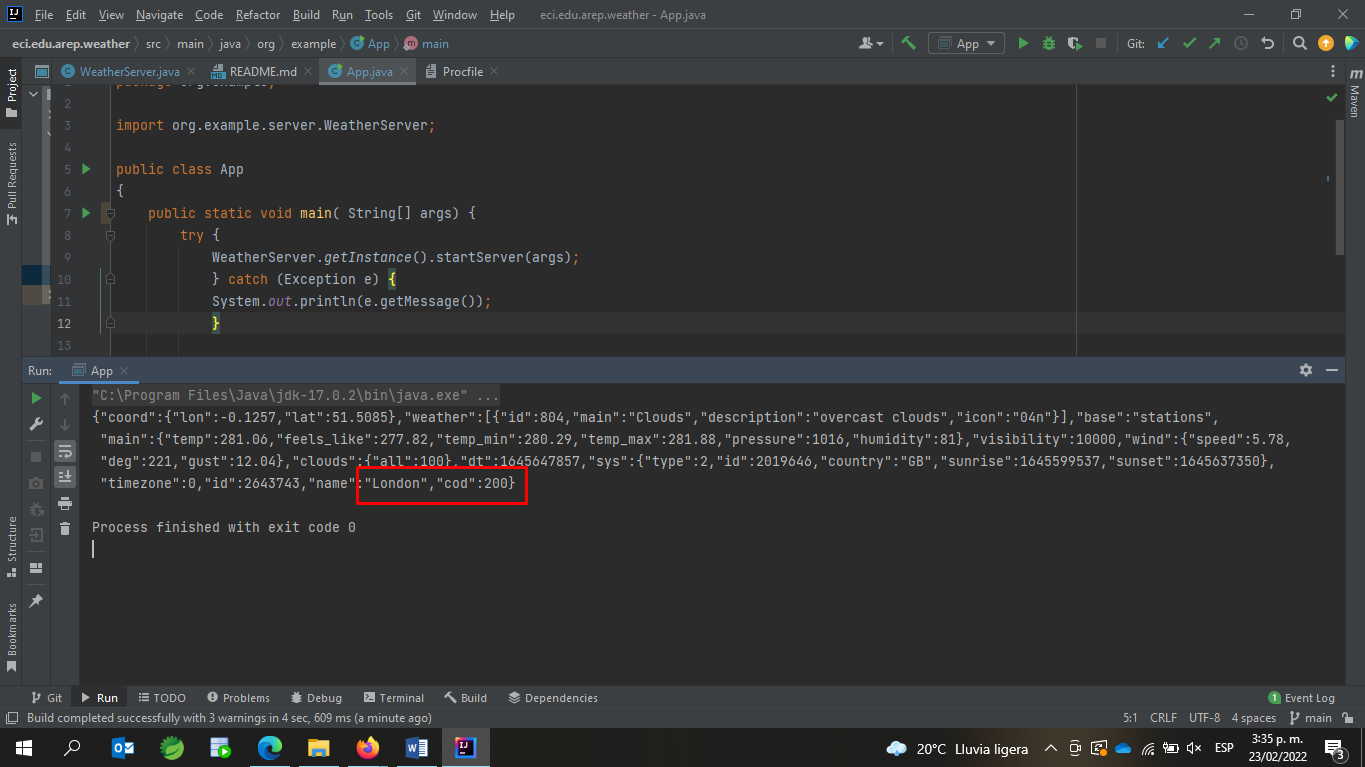 File Edit View Navigate Code Refactor Build Run Tools Git Window Help eci.edu.arep.weather - App.java
eci.edu.arep.weather src main java org example App main App Git:
WeatherServer.java README.md App.java Procfile
Project
Pull Requests
Structure
Bookmarks
Maven
package org.example;
2
3 import org.example.server.WeatherServer;
4
5 public class App
6 {
7 public static void main( String[] args) {
8 try {
9 WeatherServer.getInstance().startServer(args);
10 } catch (Exception e) {
11 System.out.println(e.getMessage());
12 }
13
Run: App
"C:\Program Files\Java\jdk-17.0.2\bin\java.exe" ...
{"coord":{"lon":-0.1257,"lat":51.5085},"weather":[{"id":804,"main":"Clouds","description":"overcast clouds","icon":"04n"}],"base":"stations",
"main":{"temp":281.06,"feels_like":277.82,"temp_min":280.29,"temp_max":281.88,"pressure":1016,"humidity":81},"visibility":10000,"wind":{"speed":5.78,
"deg":221,"gust":12.04},"clouds":{"all":100},"dt":1645647857,"sys":{"type":2,"id":2019646,"country":"GB","sunrise":1645599537,"sunset":1645637350},
"timezone":0,"id":2643743,"name":"London","cod":200}
Process finished with exit code 0
Git Run TODO Problems Debug Terminal Build Dependencies 1 Event Log
Build completed successfully with 3 warnings in 4 sec, 609 ms (a minute ago) 5:1 CRLF UTF-8 4 spaces main
20°C Lluvia ligera ESP 3:35 p. m.
23/02/2022 3